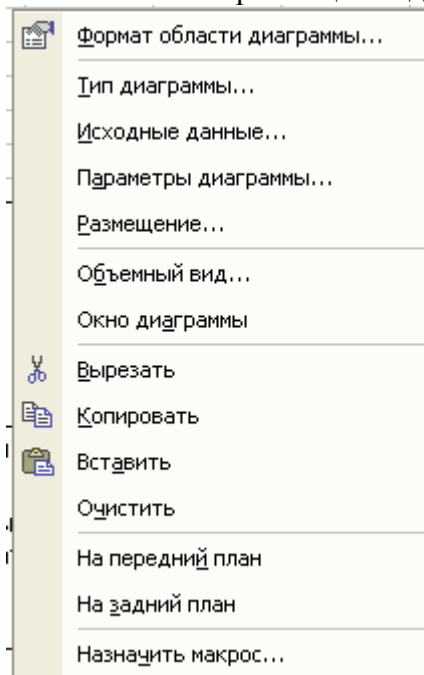 Формат области диаграммы...
Тип диаграммы...
Исходные данные...
Параметры диаграммы...
Размещение...
Объемный вид...
Окно диаграммы
Вырезать
Копировать
Вставить
Очистить
На передний план
На задний план
Назначить макрос...